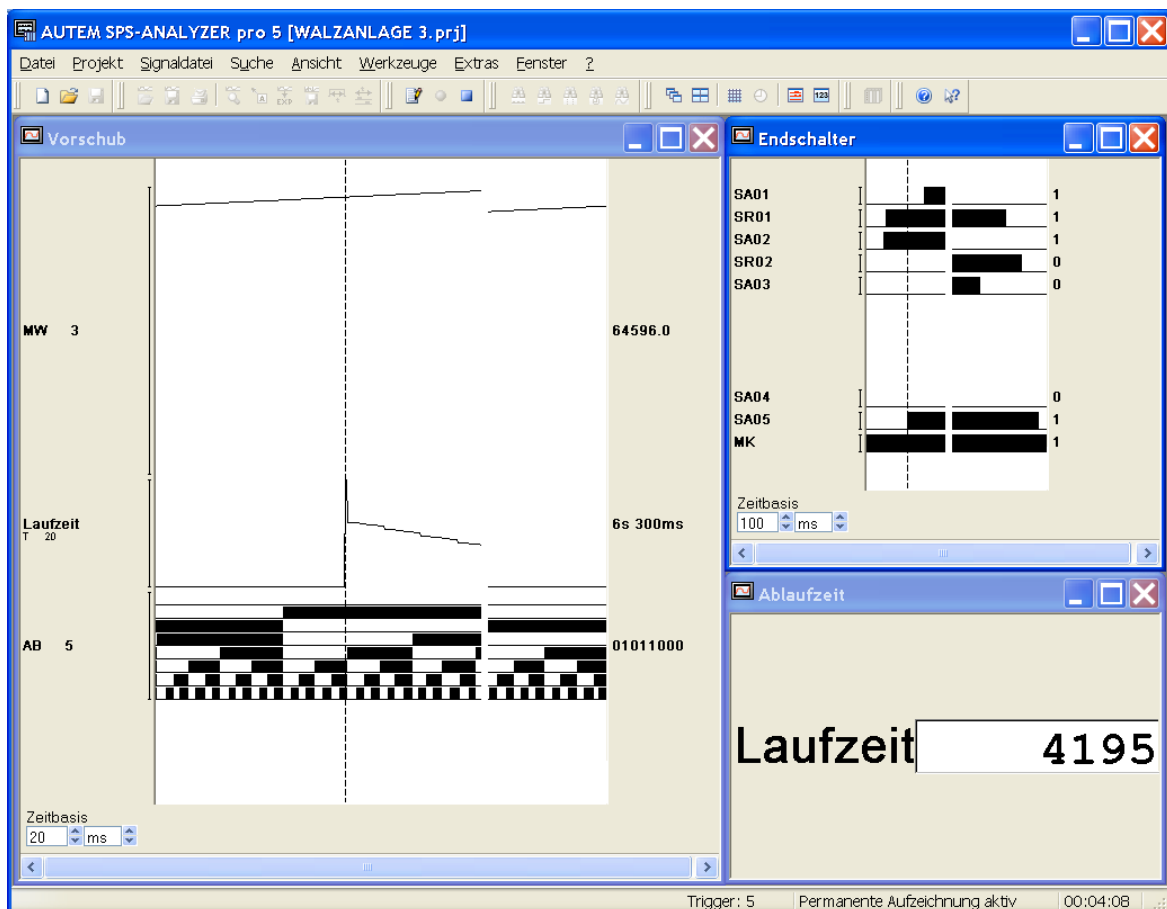 AUTEM SPS-ANALYZER pro 5 [WALZANLAGE 3.prj]
Datei Projekt Signaldatei Suche Ansicht Werkzeuge Extras Fenster ?
Vorschub
MW 3
64596.0
Laufzeit
T 20
6s 300ms
AB 5
01011000
Zeitbasis
20 ms
Endschalter
SA01 1
SR01 1
SA02 1
SR02 0
SA03 0
SA04 0
SA05 1
MK 1
Zeitbasis
100 ms
Ablaufzeit
Laufzeit 4195
Trigger: 5 Permanente Aufzeichnung aktiv 00:04:08